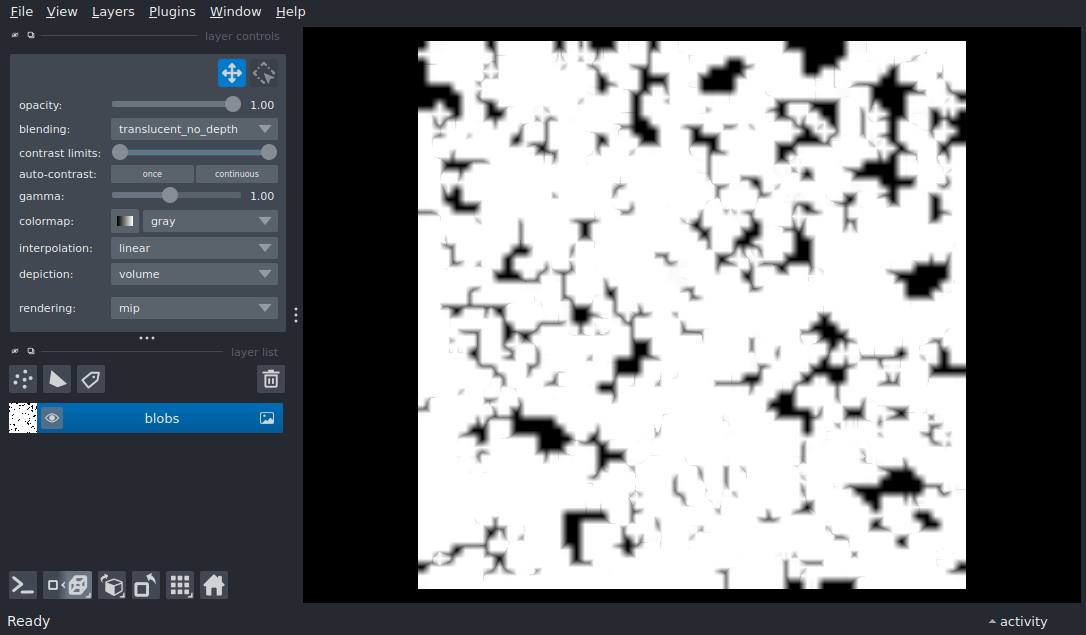 File View Layers Plugins Window Help
layer controls
opacity: 1.00
blending: translucent_no_depth
contrast limits:
auto-contrast: once continuous
gamma: 1.00
colormap: gray
interpolation: linear
depiction: volume
rendering: mip
layer list
blobs
Ready
activity